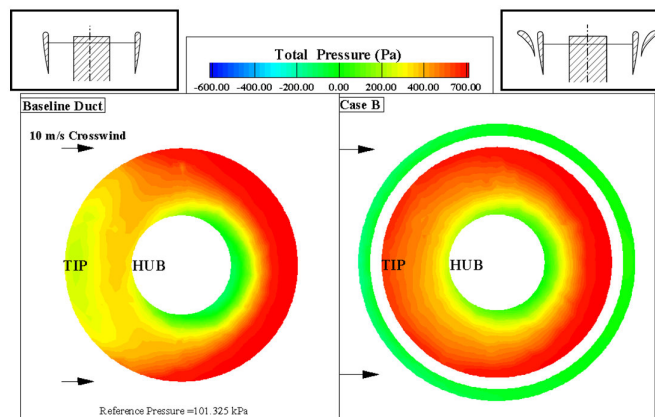 Total Pressure (Pa)
-600.00 -400.00 -200.00 0.00 200.00 400.00 700.00
Baseline Duct
Case B
10 m/s Crosswind
TIP HUB
TIP HUB
Reference Pressure =101.325 kPa